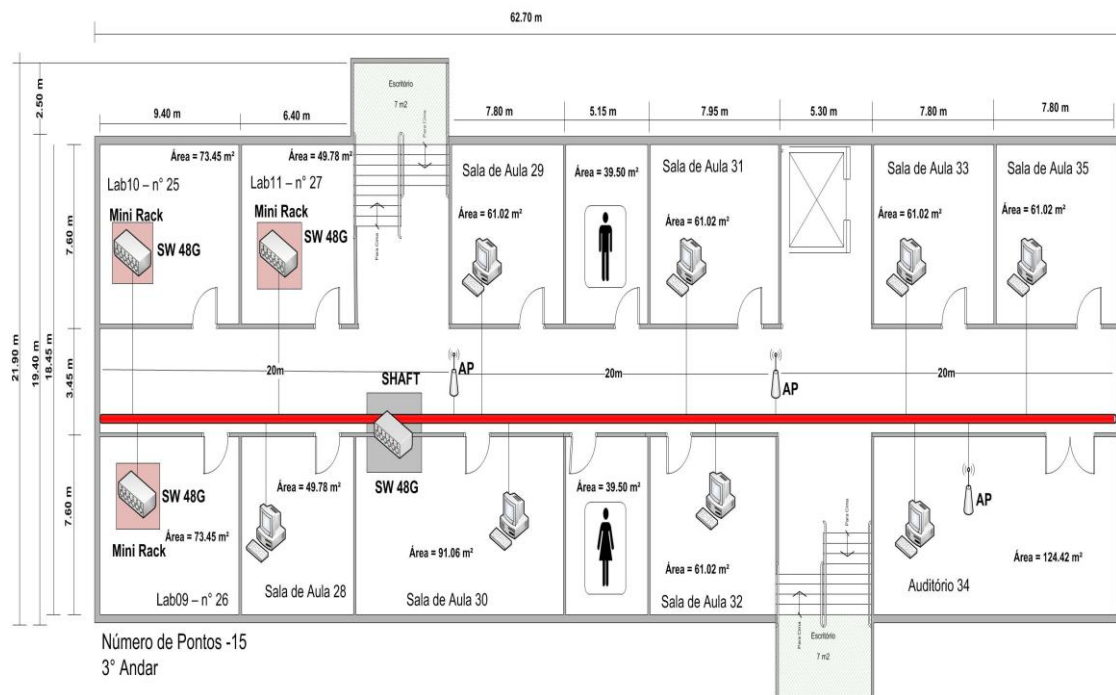 62.70 m
Escritório
7 m2
9.40 m
6.40 m
7.80 m
5.15 m
7.95 m
5.30 m
7.80 m
7.80 m
2.50 m
21.90 m
19.40 m
18.45 m
7.60 m
3.45 m
7.60 m
Para Cima
Para Cima
Área = 73.45 m²
Lab10 – n° 25
Mini Rack
SW 48G
Área = 49.78 m²
Lab11 – n° 27
Mini Rack
SW 48G
Sala de Aula 29
Área = 61.02 m²
Área = 39.50 m²
Sala de Aula 31
Área = 61.02 m²
Sala de Aula 33
Área = 61.02 m²
Sala de Aula 35
Área = 61.02 m²
20m
SHAFT
AP
20m
AP
20m
SW 48G
SW 48G
Área = 73.45 m²
Mini Rack
Lab09 – n° 26
Área = 49.78 m²
Sala de Aula 28
Área = 91.06 m²
Sala de Aula 30
Área = 39.50 m²
Área = 61.02 m²
Sala de Aula 32
Para Cima
Para Cima
Escritório
7 m2
AP
Área = 124.42 m²
Auditório 34
Número de Pontos -15
3° Andar